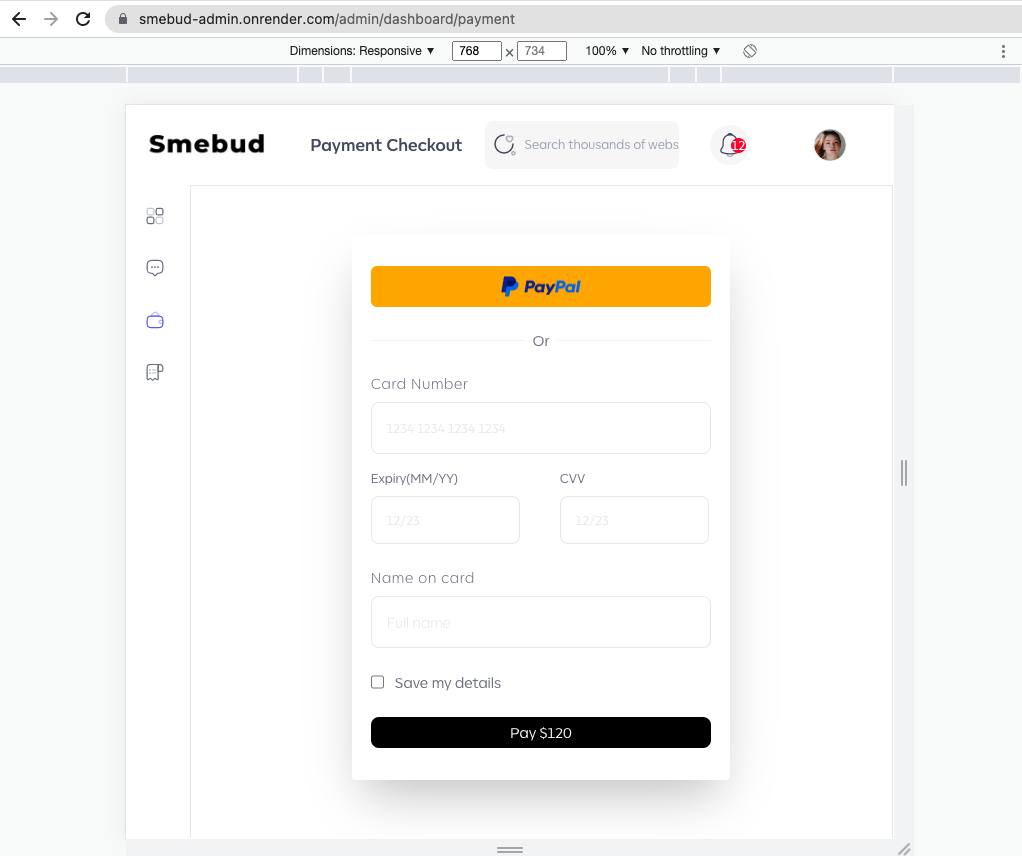 smebud-admin.onrender.com/admin/dashboard/payment
Dimensions: Responsive ▼ 768 × 734 100% ▼ No throttling ▼
Smebud Payment Checkout Search thousands of webs 12
PayPal
Or
Card Number
1234 1234 1234 1234
Expiry(MM/YY) CVV
12/23 12/23
Name on card
Full name
Save my details
Pay $120